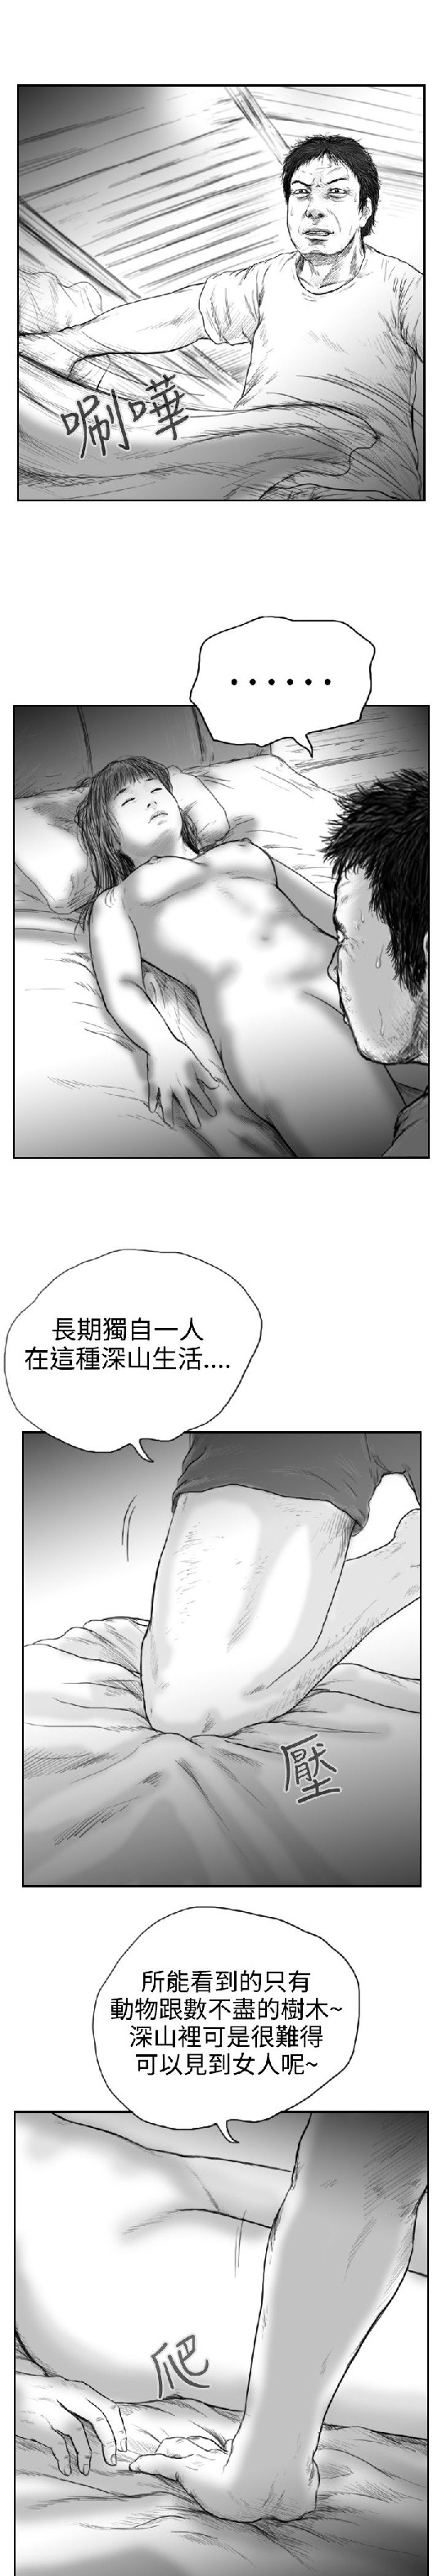 唰嘩
......
長期獨自一人
在這種深山生活....
壓
所能看到的只有
動物跟數不盡的樹木~
深山裡可是很難得
可以見到女人呢~
爬